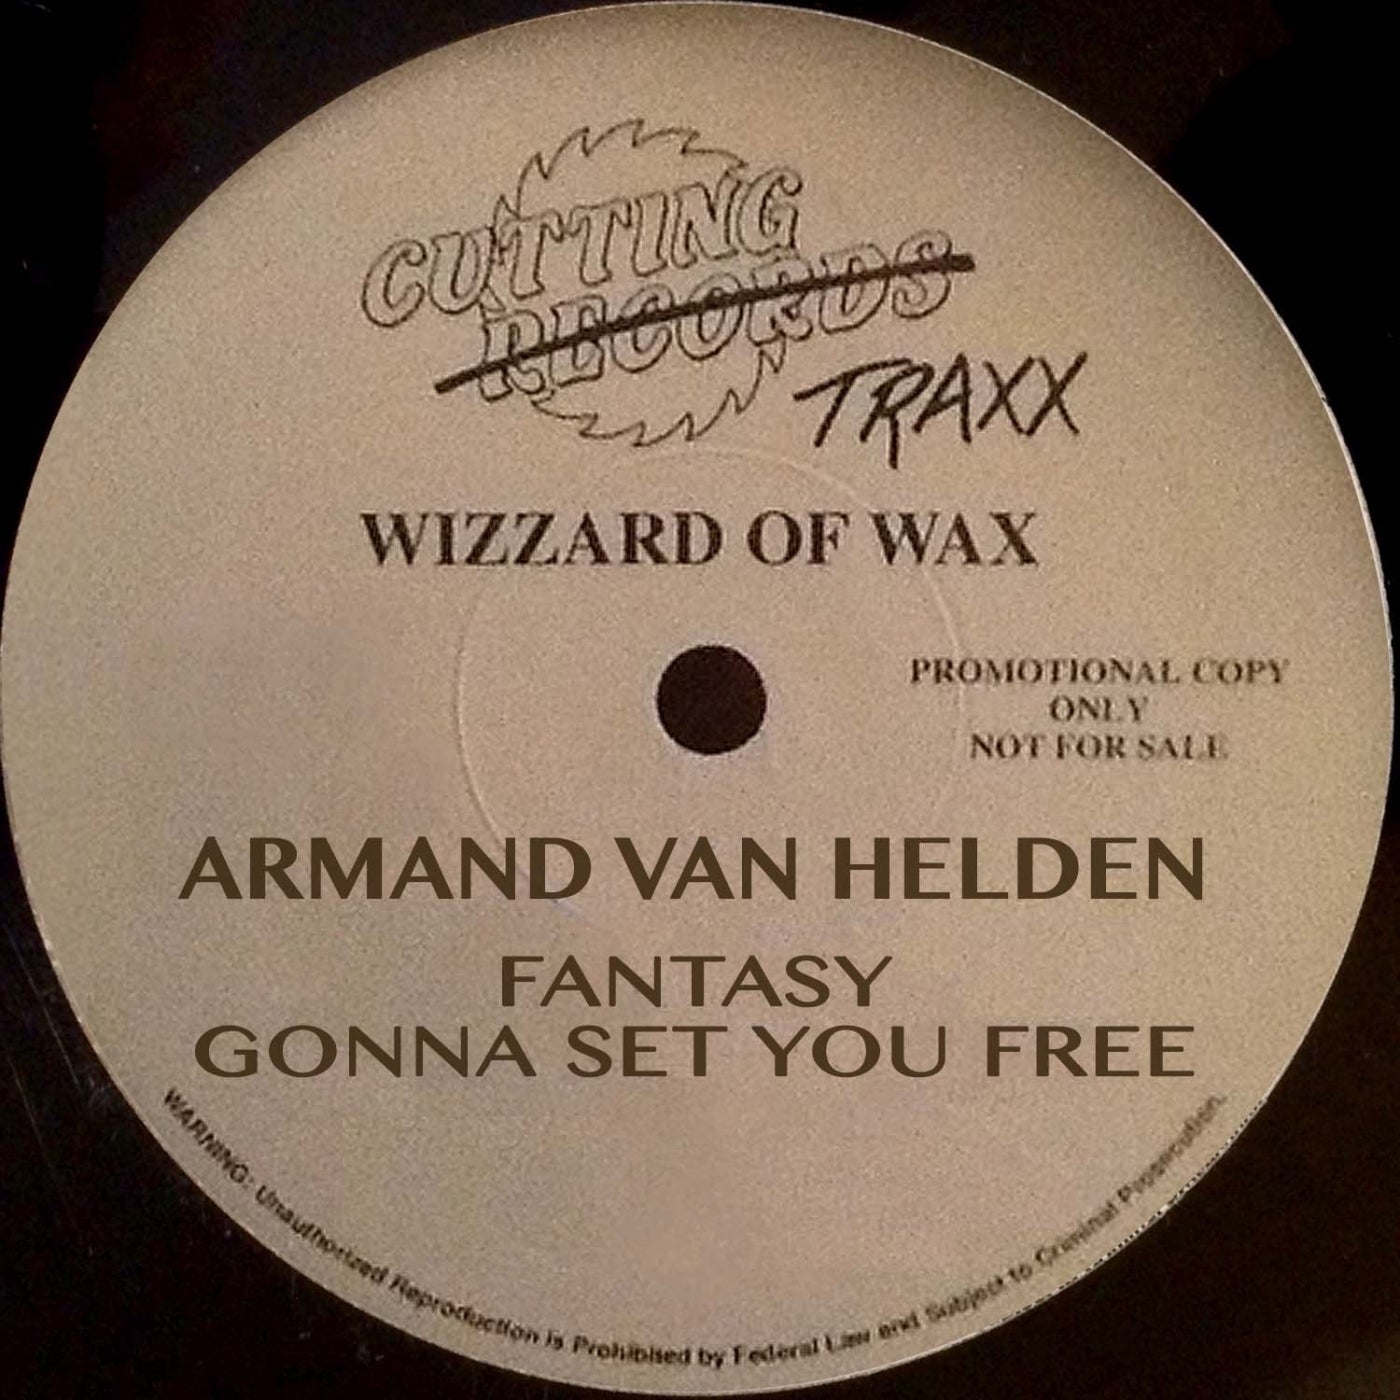 CUTTING
RECORDS
TRAXX
WIZZARD OF WAX
PROMOTIONAL COPY
ONLY
NOT FOR SALE
ARMAND VAN HELDEN
FANTASY
GONNA SET YOU FREE
WARNING: Unauthorized Reproduction is Prohibited by Federal Law and Subject to Criminal Prosecution.